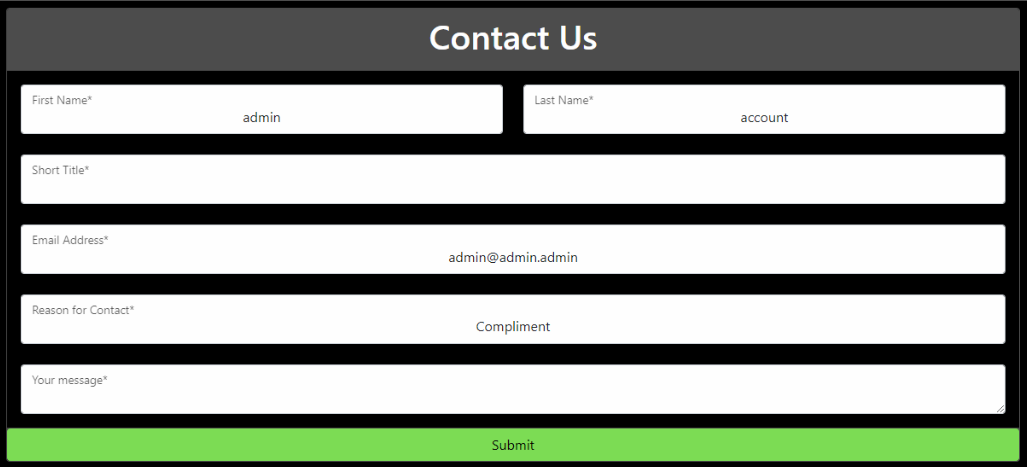 Contact Us
First Name*
admin
Last Name*
account
Short Title*
Email Address*
admin@admin.admin
Reason for Contact*
Compliment
Your message*
Submit